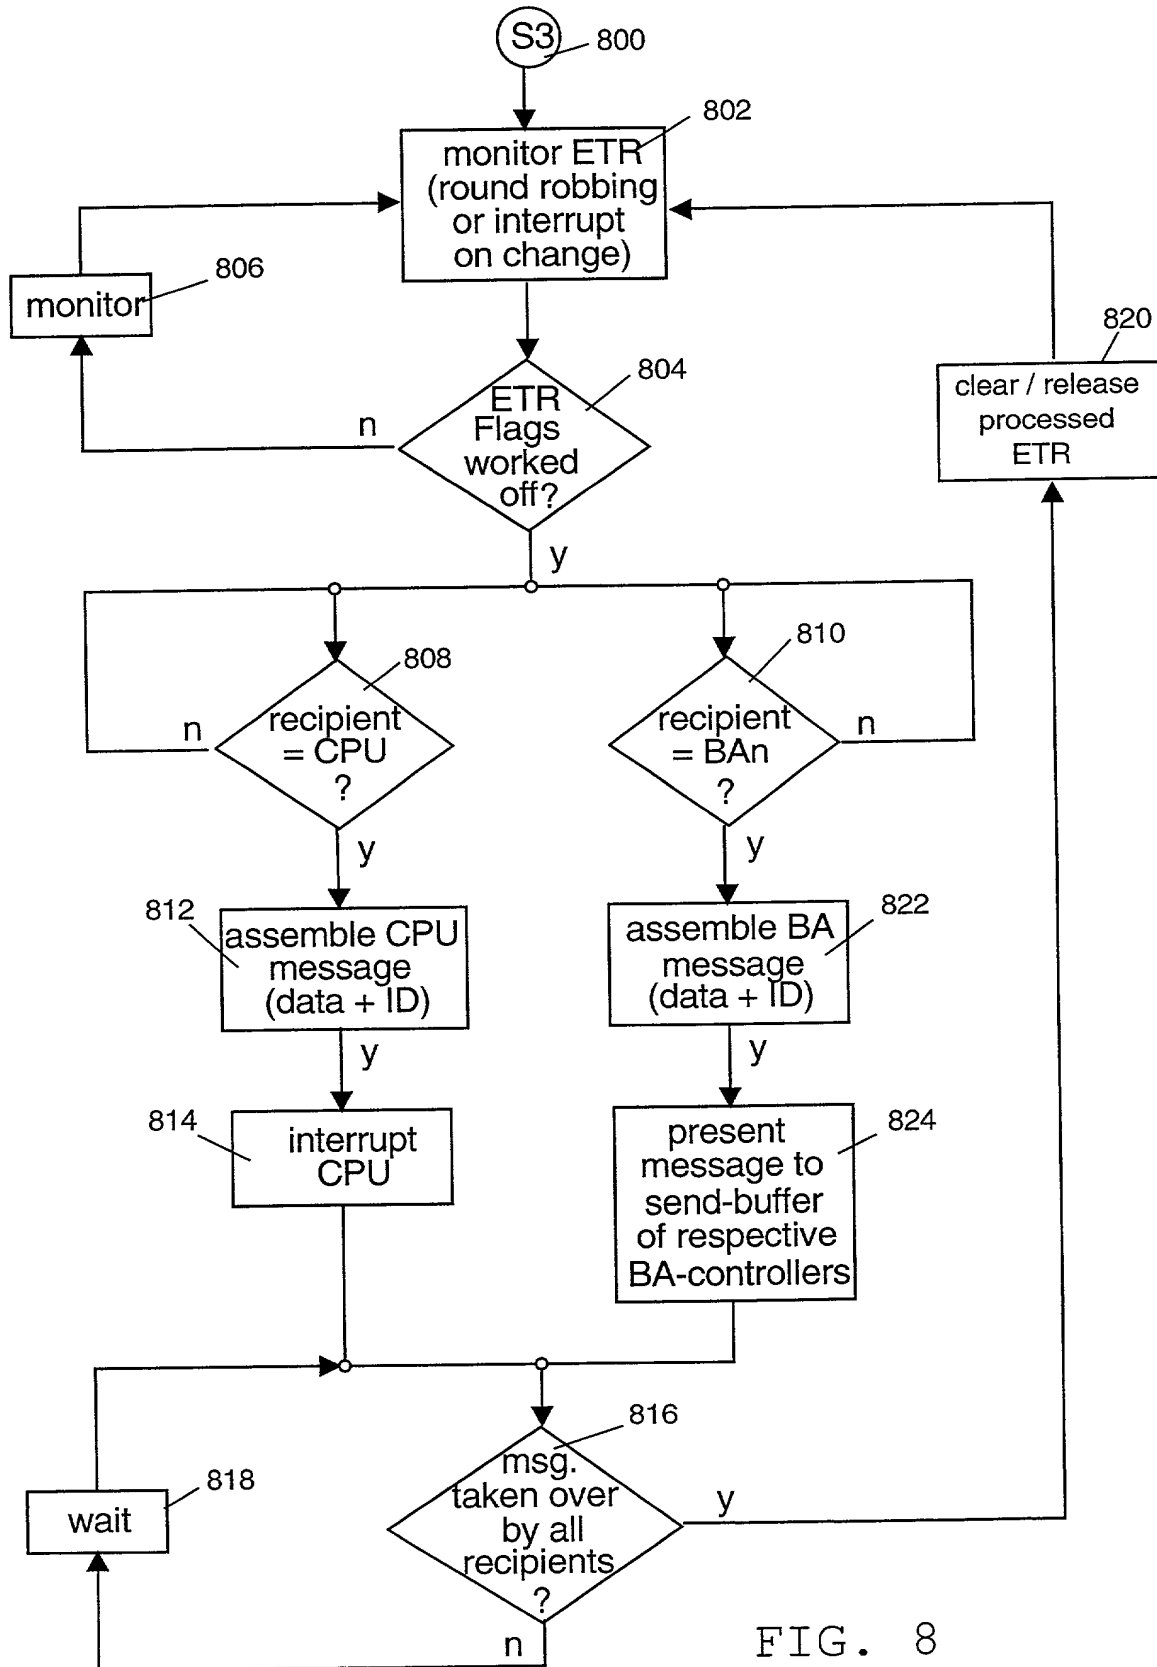 S3
800
802
monitor ETR
(round robbing
or interrupt
on change)
806
monitor
820
clear / release
processed
ETR
804
ETR
Flags
worked
off?
n
y
808
recipient
= CPU
?
n
810
recipient
= BAn
?
n
y
y
812
assemble CPU
message
(data + ID)
822
assemble BA
message
(data + ID)
y
y
814
interrupt
CPU
824
present
message to
send-buffer
of respective
BA-controllers
816
msg.
taken over
by all
recipients
?
y
818
wait
n
FIG. 8